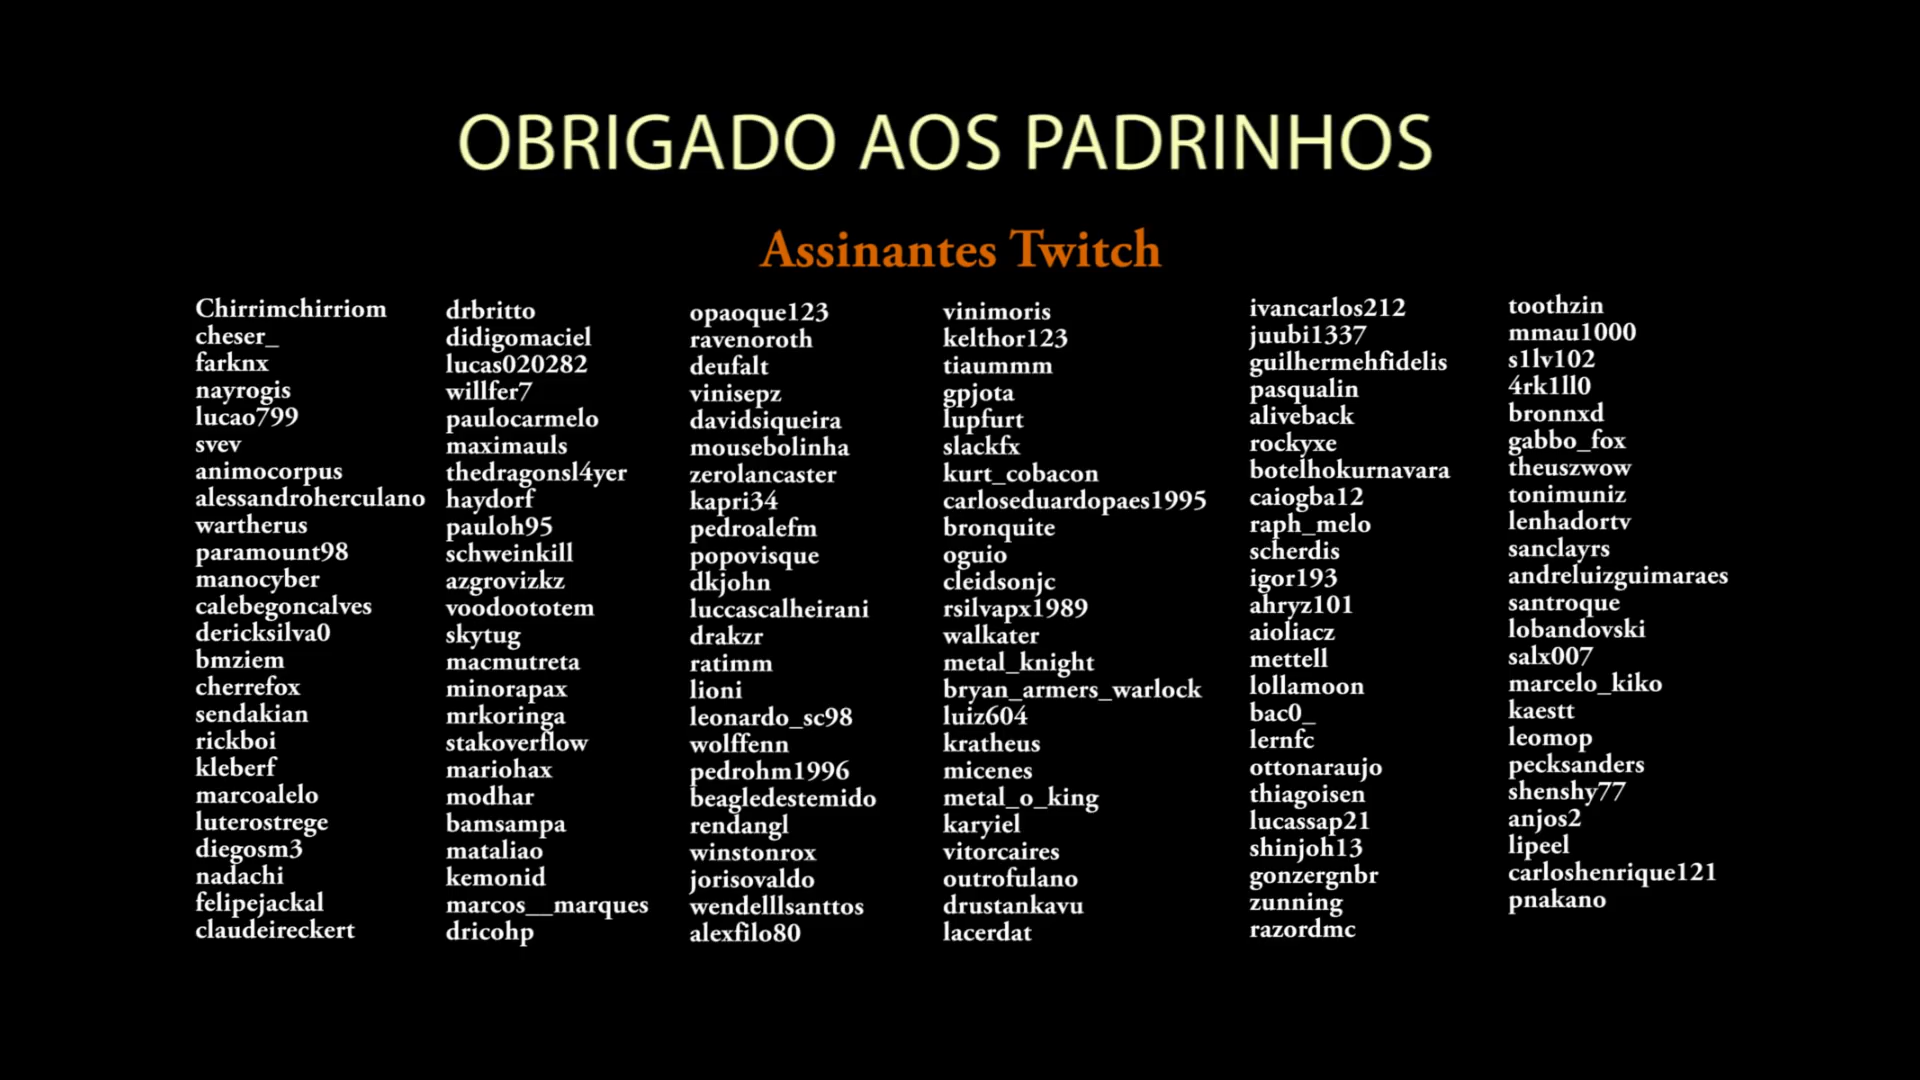 OBRIGADO AOS PADRINHOS
Assinantes Twitch
Chirrimchirriom
cheser_
farknx
nayrogis
lucao799
svev
animocorpus
alessandroherculano
wartherus
paramount98
manocyber
calebegoncalves
dericksilva0
bmziem
cherrefox
sendakian
rickboi
kleberf
marcoalelo
luterostrege
diegosm3
nadachi
felipejackal
claudeireckert
drbritto
didigomaciel
lucas020282
willfer7
paulocarmelo
maximauls
thedragonsl4yer
haydorf
pauloh95
schweinkill
azgrovizkz
voodoototem
skytug
macmutreta
minorapax
mrkoringa
stakoverflow
mariohax
modhar
bamsampa
mataliao
kemonid
marcos__marques
dricohp
opaoque123
ravenoroth
deufalt
vinisepz
davidsiqueira
mousebolinha
zerolancaster
kapri34
pedroalefm
popovisque
dkjohn
luccascalheirani
drakzr
ratimm
lioni
leonardo_sc98
wolffenn
pedrohm1996
beagledestemido
rendangl
winstonrox
jorisovaldo
wendelllsanttos
alexfilo80
vinimoris
kelthor123
tiaummm
gpjota
lupfurt
slackfx
kurt_cobacon
carloseduardopaes1995
bronquite
oguio
cleidsonjc
rsilvapx1989
walkater
metal_knight
bryan_armers_warlock
luiz604
kratheus
micenes
metal_o_king
karyiel
vitorcaires
outrofulano
drustankavu
lacerdat
ivancarlos212
juubi1337
guilhermehfidelis
pasqualin
aliveback
rockyxe
botelhokurnavara
caiogba12
raph_melo
scherdis
igor193
ahryz101
aioliacz
mettell
lollamoon
bac0_
lernfc
ottonaraujo
thiagoisen
lucassap21
shinjoh13
gonzergnbr
zunning
razordmc
toothzin
mmau1000
s1lv102
4rk1ll0
bronnxd
gabbo_fox
theuszwow
tonimuniz
lenhadortv
sanclayrs
andreluizguimaraes
santroque
lobandovski
salx007
marcelo_kiko
kaestt
leomop
pecksanders
shenshy77
anjos2
lipeel
carloshenrique121
pnakano